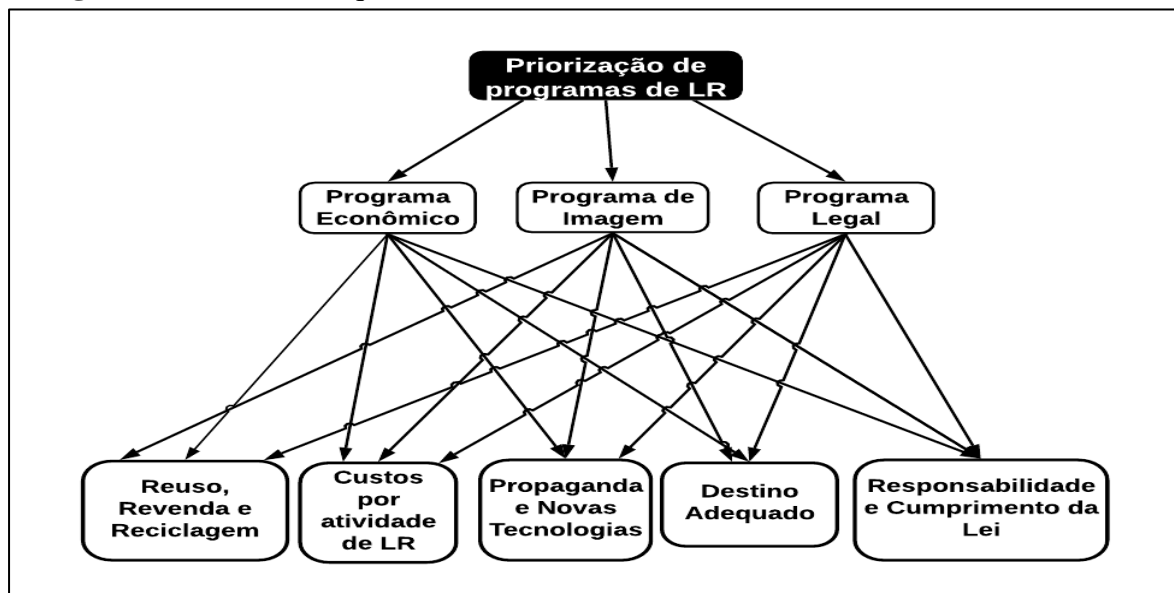 Priorização de
programas de LR
Programa
Econômico
Programa de
Imagem
Programa
Legal
Reuso,
Revenda e
Reciclagem
Custos
por
atividade
de LR
Propaganda
e Novas
Tecnologias
Destino
Adequado
Responsabilidade
e Cumprimento da
Lei